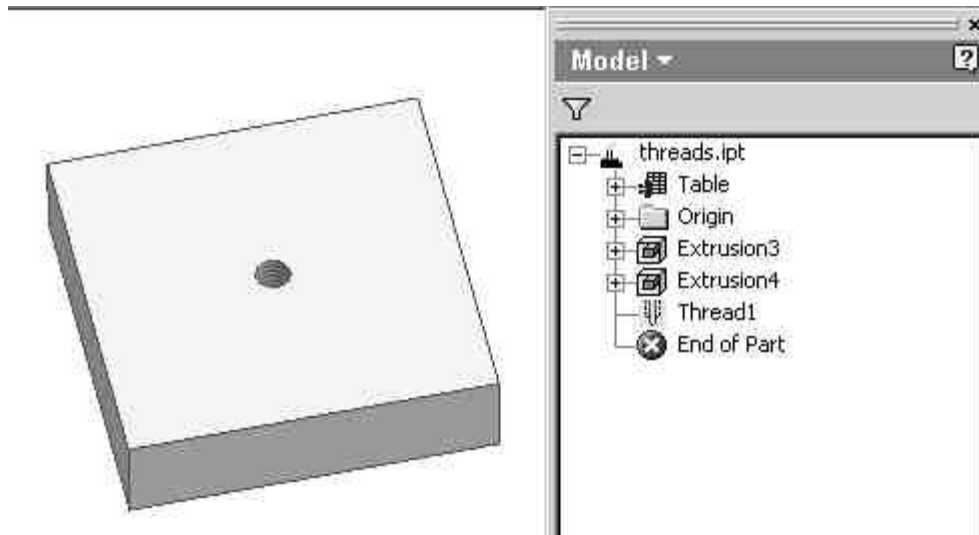 Model
?
threads.ipt
Table
Origin
Extrusion3
Extrusion4
Thread1
End of Part